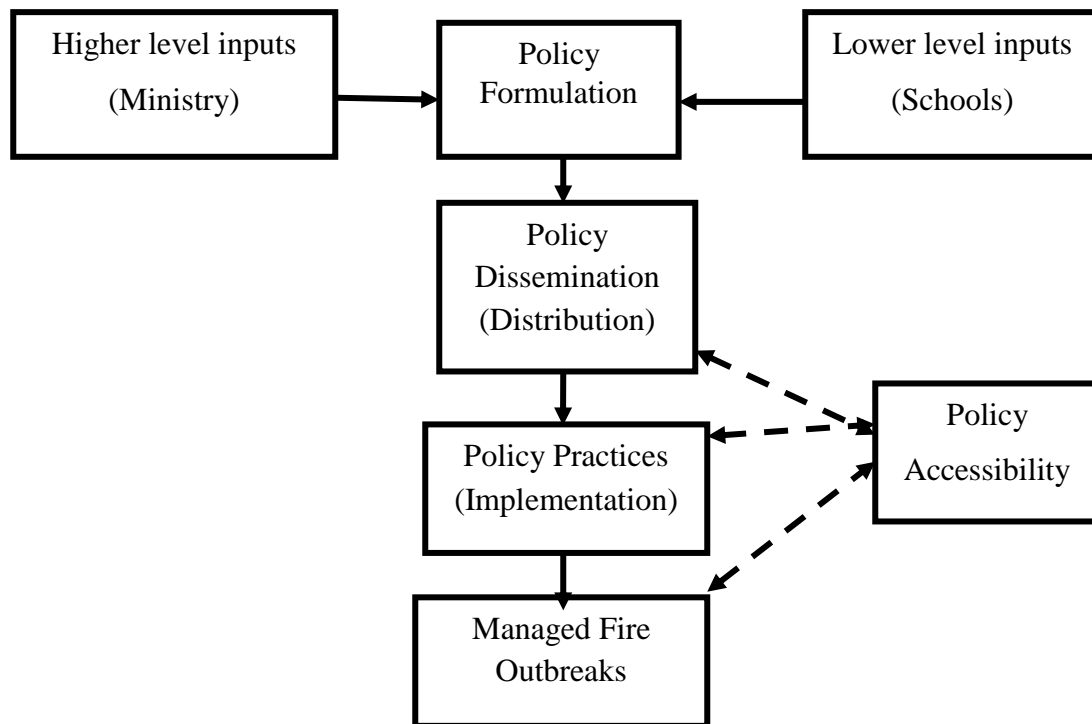 Higher level inputs
(Ministry)
Policy
Formulation
Lower level inputs
(Schools)
Policy
Dissemination
(Distribution)
Policy Practices
(Implementation)
Policy
Accessibility
Managed Fire
Outbreaks